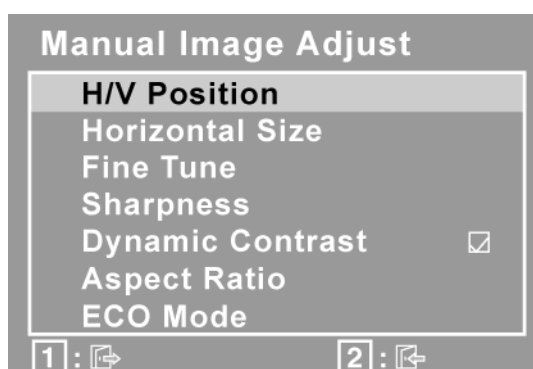 Manual Image Adjust
H/V Position
Horizontal Size
Fine Tune
Sharpness
Dynamic Contrast
Aspect Ratio
ECO Mode
1 : 2 :